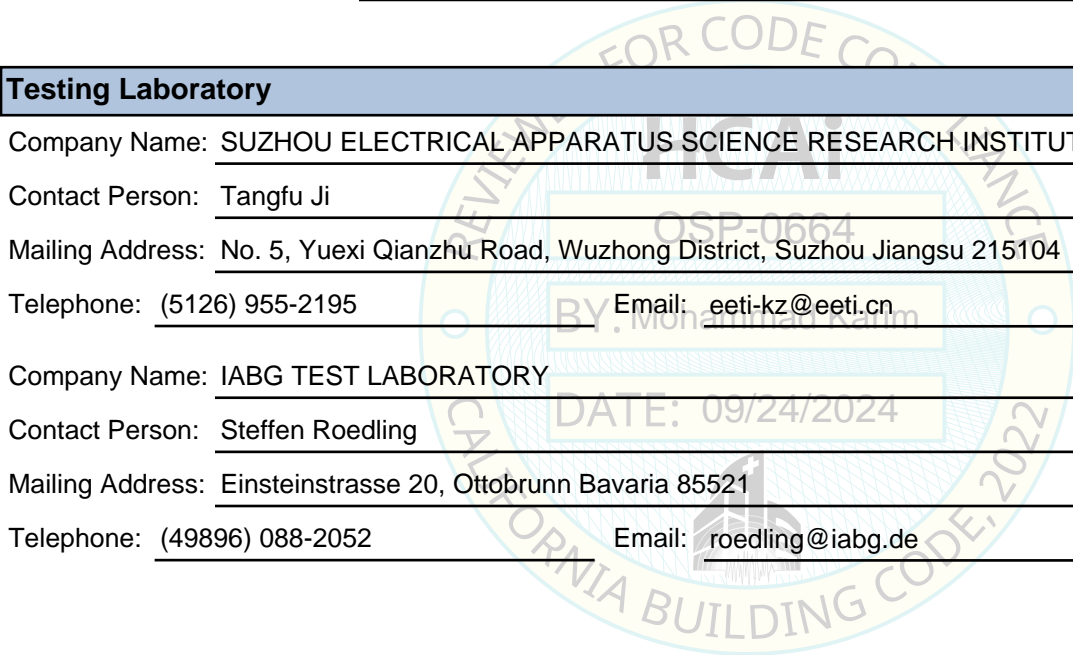 Testing Laboratory
Company Name: SUZHOU ELECTRICAL APPARATUS SCIENCE RESEARCH INSTITUT
Contact Person: Tangfu Ji
Mailing Address: No. 5, Yuexi Qianzhu Road, Wuzhong District, Suzhou Jiangsu 215104
Telephone: (5126) 955-2195 Email: eeti-kz@eeti.cn
Company Name: IABG TEST LABORATORY
Contact Person: Steffen Roedling
Mailing Address: Einsteinstrasse 20, Ottobrunn Bavaria 85521
Telephone: (49896) 088-2052 Email: roedling@iabg.de
HCAi
OSP-0664
BY: Mohammad Karim
DATE: 09/24/2024
FOR CODE
CALIFORNIA BUILDING CODE, 2022